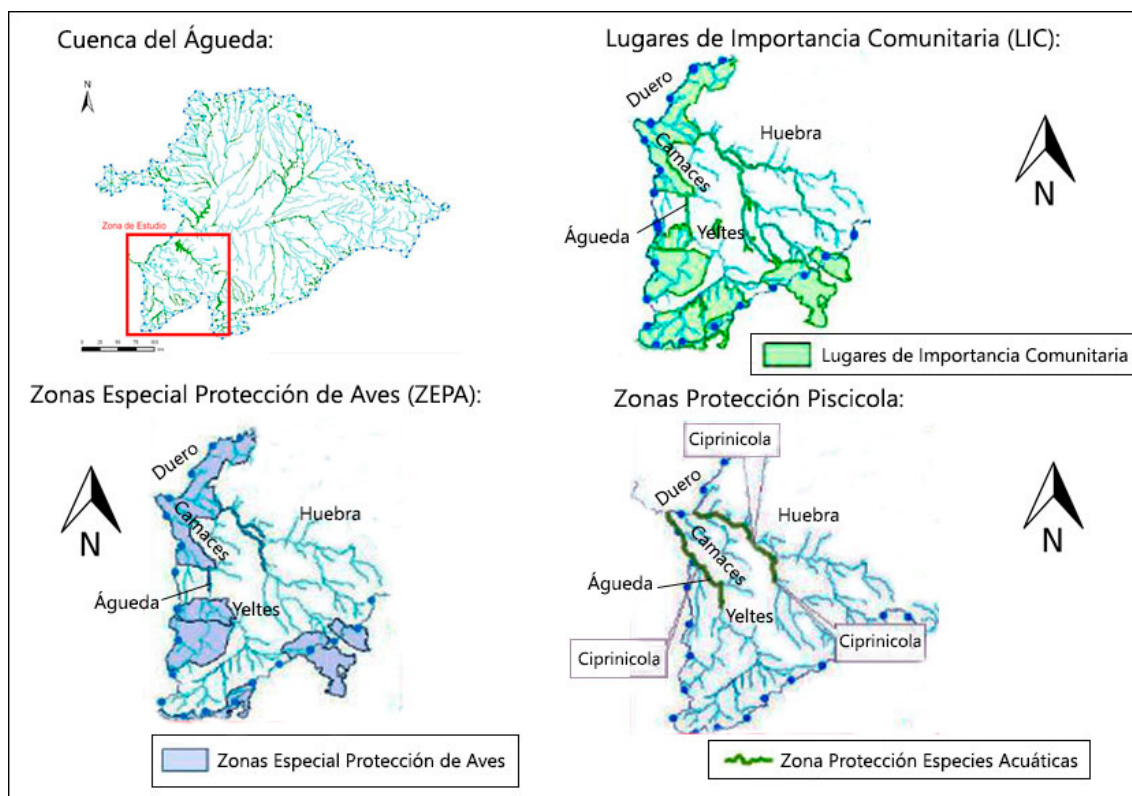 Cuenca del Águeda:
N
Zona de Estudio
Lugares de Importancia Comunitaria (LIC):
Duero
Huebra
Camaces
Águeda
Yeltes
N
Lugares de Importancia Comunitaria
Zonas Especial Protección de Aves (ZEPA):
Duero
Huebra
Camaces
N
Águeda
Yeltes
Zonas Especial Protección de Aves
Zonas Protección Piscicola:
Ciprinicola
Duero
Huebra
Camaces
N
Águeda
Yeltes
Ciprinicola
Ciprinicola
Zona Protección Especies Acuáticas